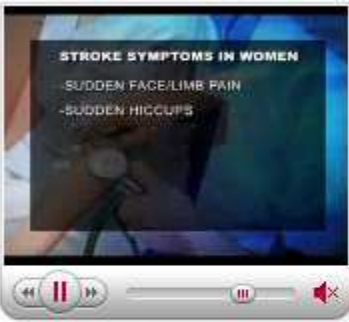 STROKE SYMPTOMS IN WOMEN
-SUDDEN FACE/LIMB PAIN
-SUDDEN HICCUPS